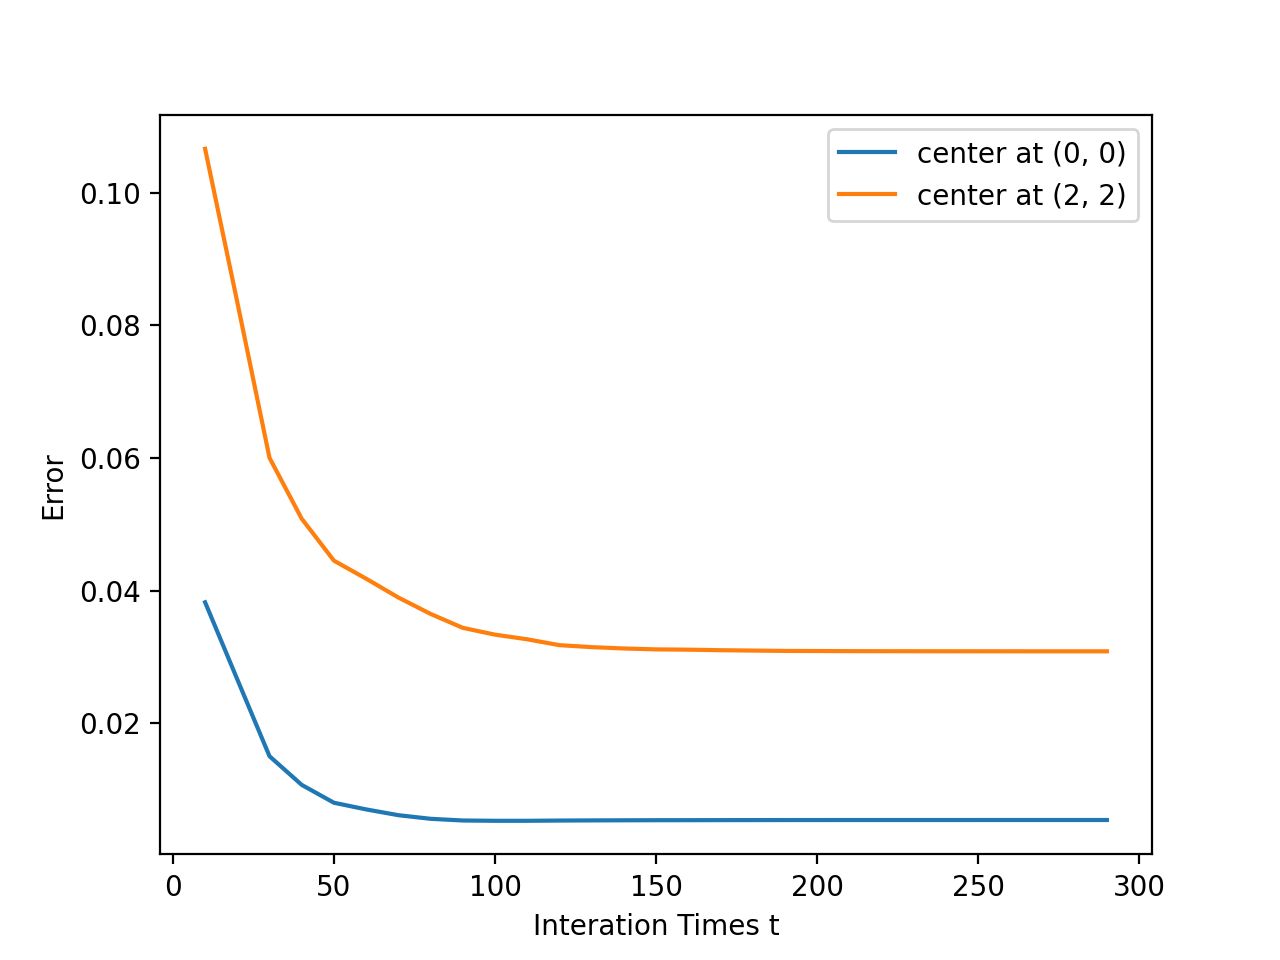 center at (0, 0)
center at (2, 2)
0.10
0.08
0.06
0.04
0.02
Error
0 50 100 150 200 250 300
Interation Times t